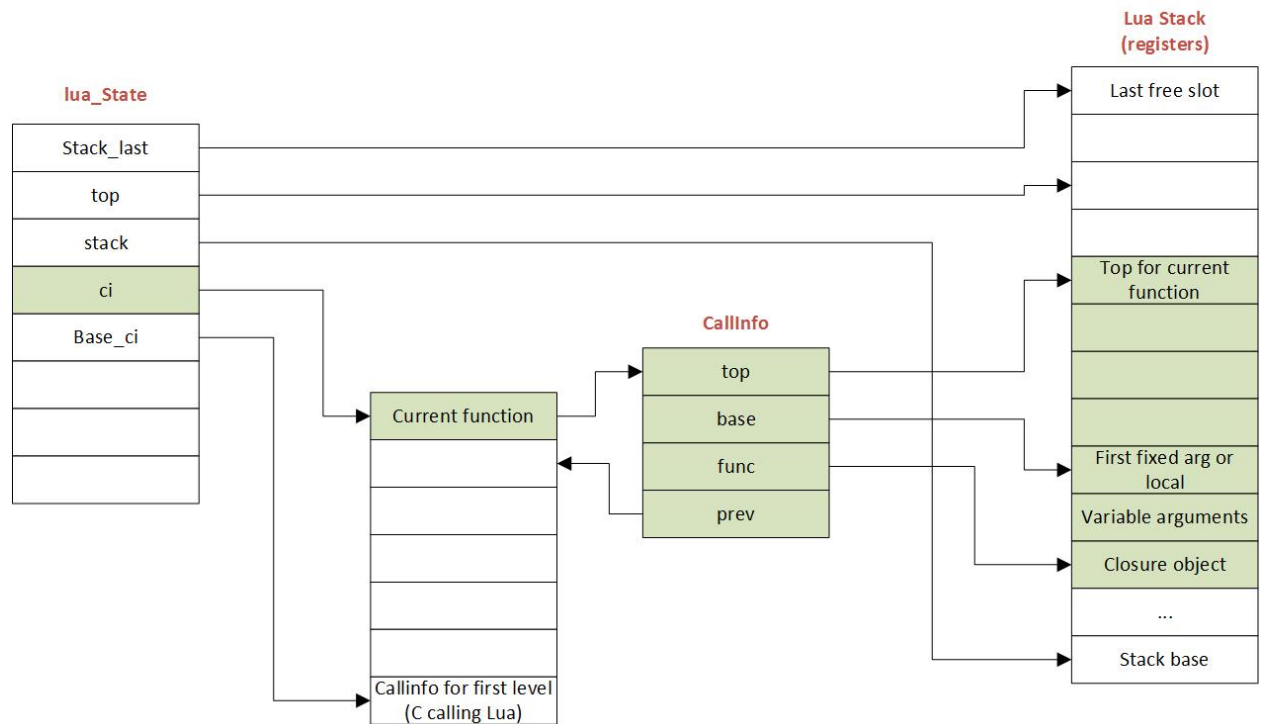 lua_State
Stack_last
top
stack
ci
Base_ci
Current function
Callinfo for first level
(C calling Lua)
CallInfo
top
base
func
prev
Lua Stack
(registers)
Last free slot
Top for current
function
First fixed arg or
local
Variable arguments
Closure object
...
Stack base